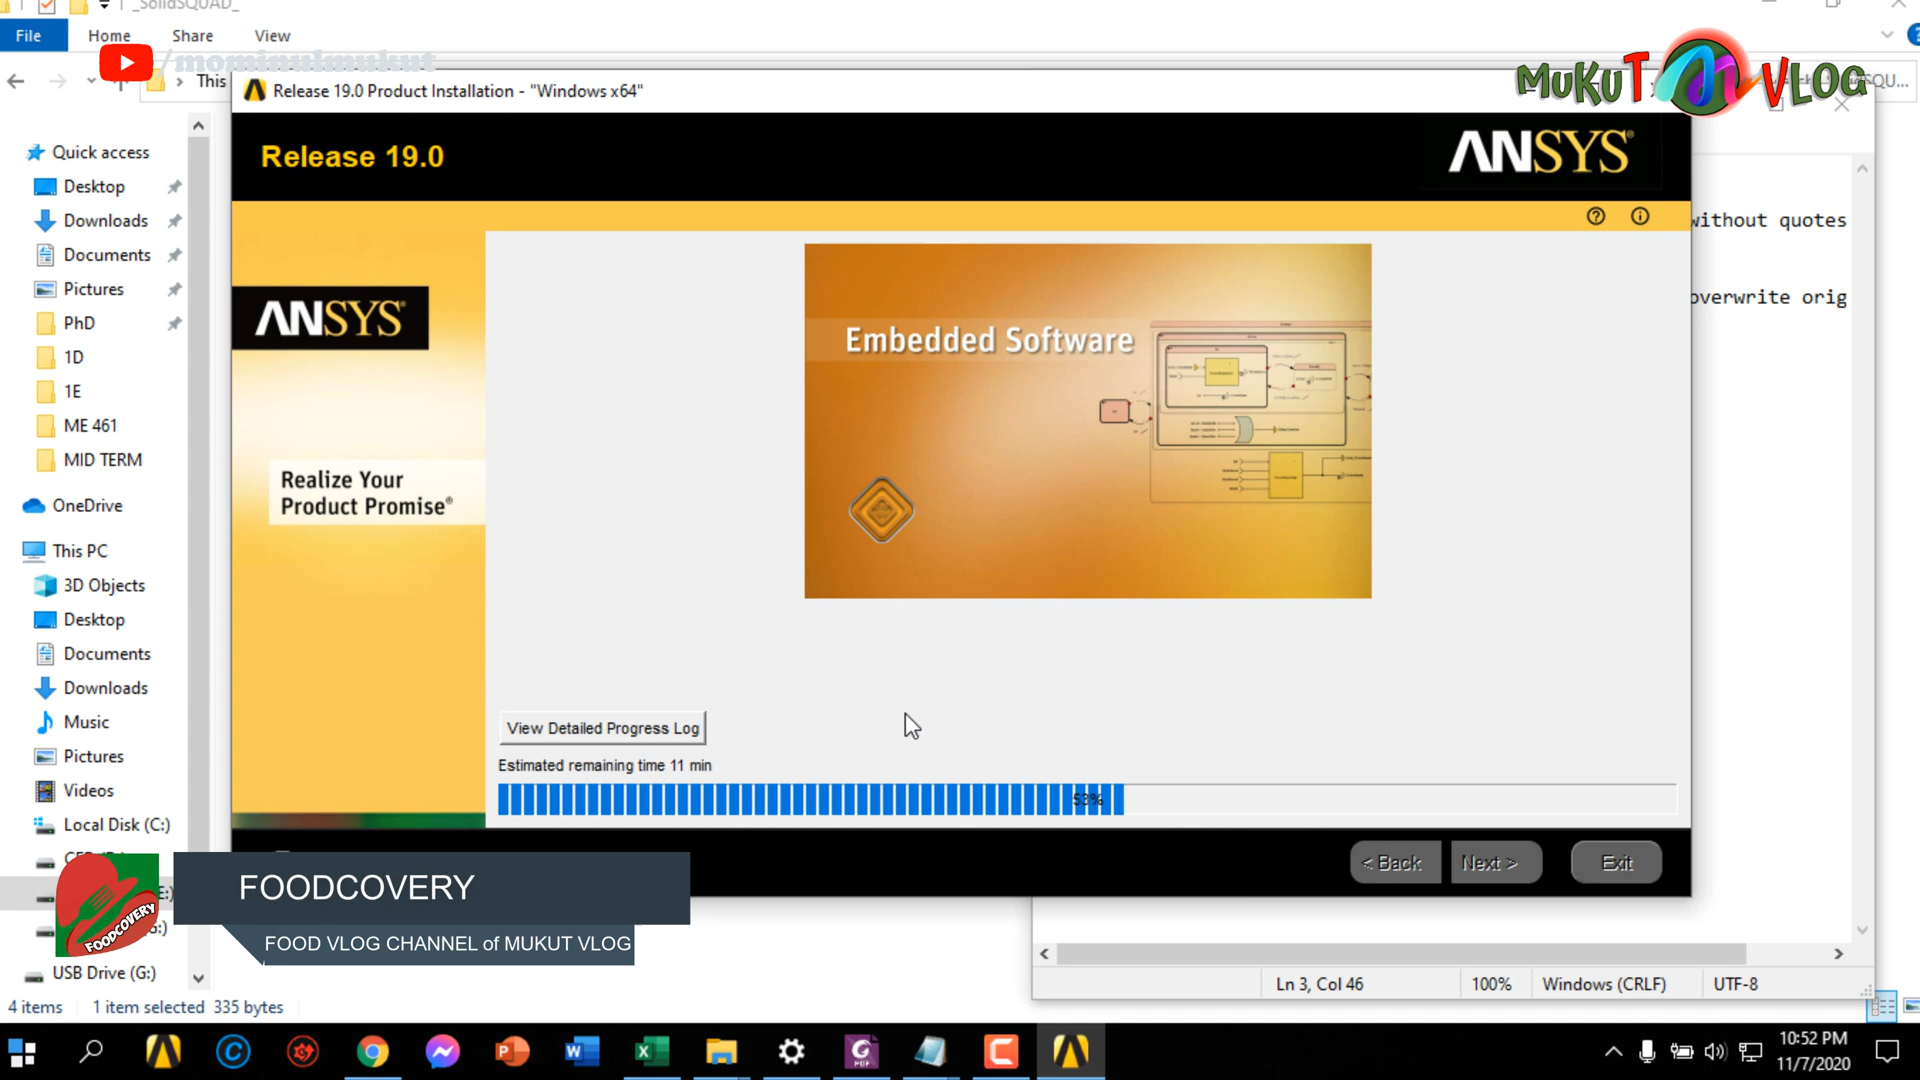 _SolidSQUAD_
File
Home
Share
View
/mominulmukut
MUKUT VLOG
This
Release 19.0 Product Installation - "Windows x64"
Release 19.0
ANSYS®
Quick access
Desktop
Downloads
Documents
Pictures
PhD
1D
1E
ME 461
MID TERM
OneDrive
This PC
3D Objects
Desktop
Documents
Downloads
Music
Pictures
Videos
Local Disk (C:)
E:)
USB Drive (G:)
ANSYS®
Realize Your
Product Promise®
Embedded Software
without quotes
overwrite orig
View Detailed Progress Log
Estimated remaining time 11 min
53%
< Back
Next >
Exit
FOODCOVERY
FOODCOVERY
FOOD VLOG CHANNEL of MUKUT VLOG
Ln 3, Col 46
100%
Windows (CRLF)
UTF-8
4 items
1 item selected
335 bytes
10:52 PM
11/7/2020